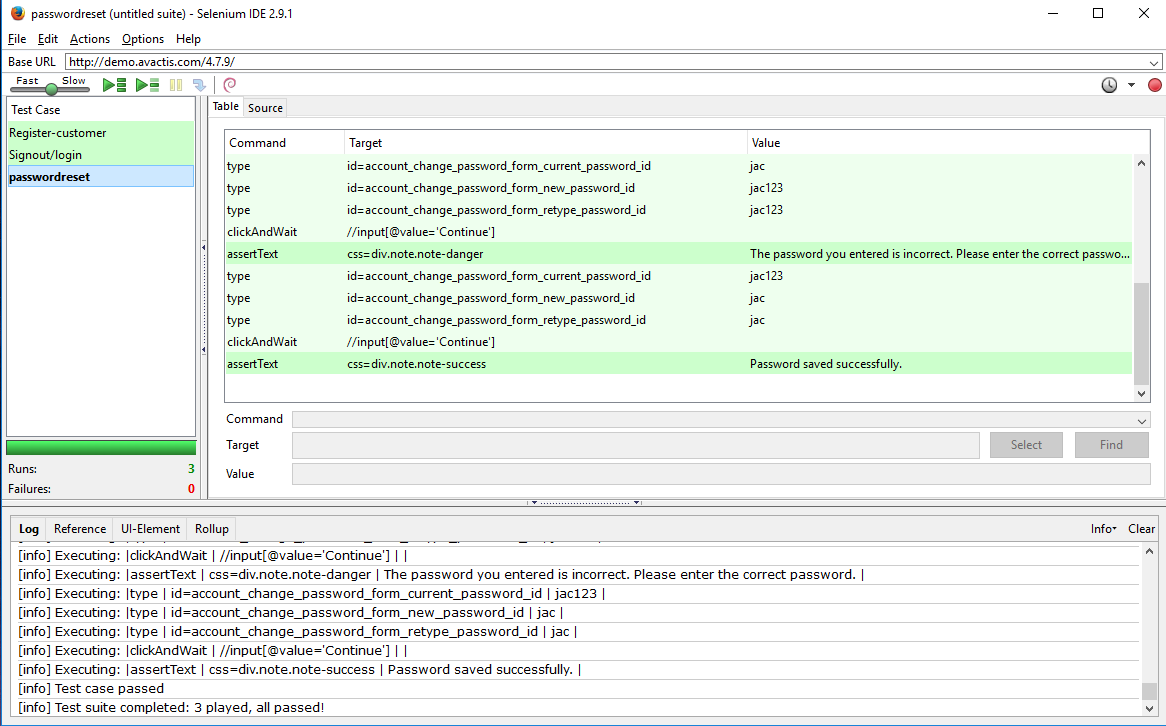 passwordreset (untitled suite) - Selenium IDE 2.9.1
File Edit Actions Options Help
Base URL http://demo.avactis.com/4.7.9/
Fast Slow
Test Case
Register-customer
Signout/login
passwordreset
Runs: 3
Failures: 0
Table Source
Command Target Value
type id=account_change_password_form_current_password_id jac
type id=account_change_password_form_new_password_id jac123
type id=account_change_password_form_retype_password_id jac123
clickAndWait //input[@value='Continue']
assertText css=div.note.note-danger The password you entered is incorrect. Please enter the correct passwo...
type id=account_change_password_form_current_password_id jac123
type id=account_change_password_form_new_password_id jac
type id=account_change_password_form_retype_password_id jac
clickAndWait //input[@value='Continue']
assertText css=div.note.note-success Password saved successfully.
Command
Target Select Find
Value
Log Reference UI-Element Rollup Info Clear
[info] Executing: |clickAndWait | //input[@value='Continue'] | |
[info] Executing: |assertText | css=div.note.note-danger | The password you entered is incorrect. Please enter the correct password. |
[info] Executing: |type | id=account_change_password_form_current_password_id | jac123 |
[info] Executing: |type | id=account_change_password_form_new_password_id | jac |
[info] Executing: |type | id=account_change_password_form_retype_password_id | jac |
[info] Executing: |clickAndWait | //input[@value='Continue'] | |
[info] Executing: |assertText | css=div.note.note-success | Password saved successfully. |
[info] Test case passed
[info] Test suite completed: 3 played, all passed!